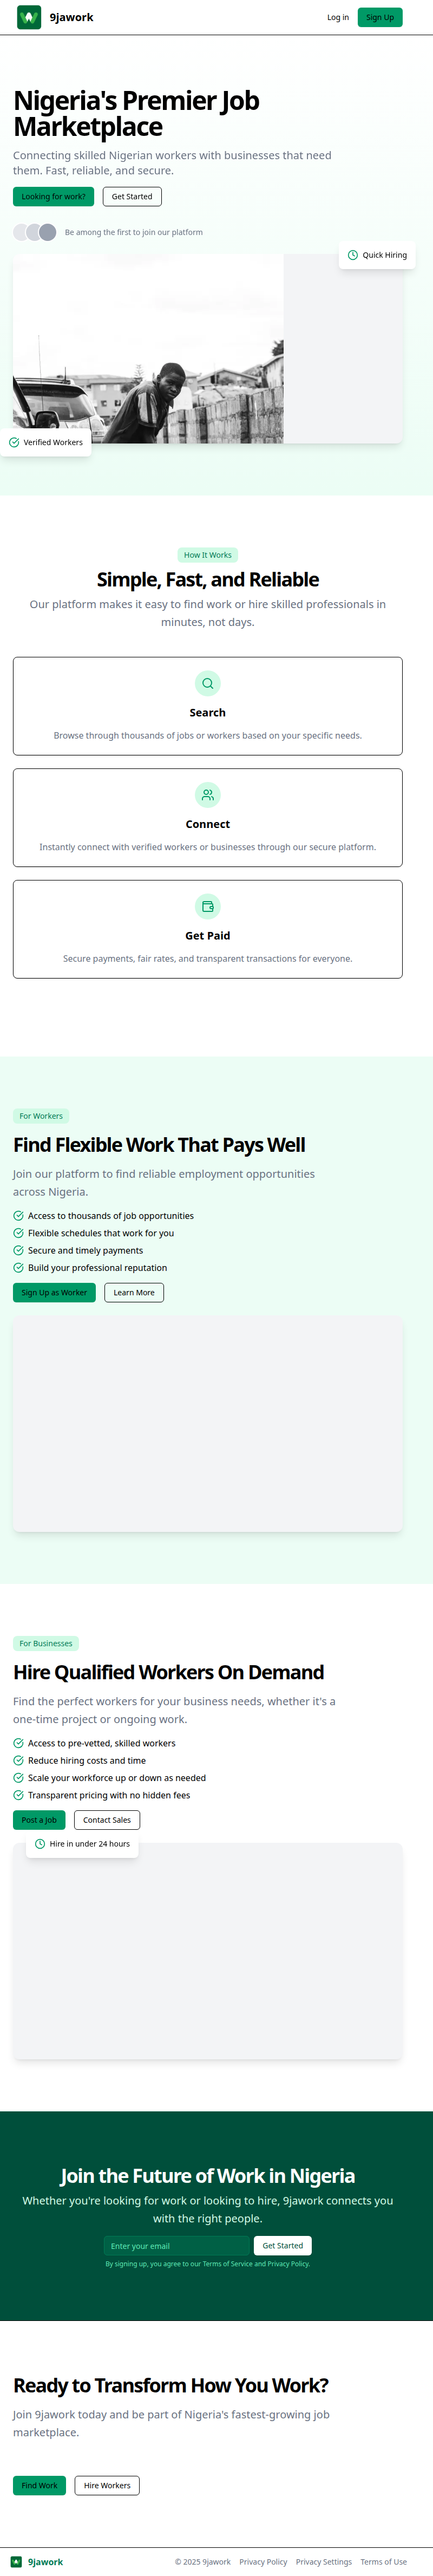 9jawork
Log in
Sign Up
Nigeria's Premier Job
Marketplace
Connecting skilled Nigerian workers with businesses that need
them. Fast, reliable, and secure.
Looking for work?
Get Started
Be among the first to join our platform
Quick Hiring
Verified Workers
How It Works
Simple, Fast, and Reliable
Our platform makes it easy to find work or hire skilled professionals in
minutes, not days.
Search
Browse through thousands of jobs or workers based on your specific needs.
Connect
Instantly connect with verified workers or businesses through our secure platform.
Get Paid
Secure payments, fair rates, and transparent transactions for everyone.
For Workers
Find Flexible Work That Pays Well
Join our platform to find reliable employment opportunities
across Nigeria.
Access to thousands of job opportunities
Flexible schedules that work for you
Secure and timely payments
Build your professional reputation
Sign Up as Worker
Learn More
For Businesses
Hire Qualified Workers On Demand
Find the perfect workers for your business needs, whether it's a
one-time project or ongoing work.
Access to pre-vetted, skilled workers
Reduce hiring costs and time
Scale your workforce up or down as needed
Transparent pricing with no hidden fees
Post a Job
Contact Sales
Hire in under 24 hours
Join the Future of Work in Nigeria
Whether you're looking for work or looking to hire, 9jawork connects you
with the right people.
Enter your email
Get Started
By signing up, you agree to our Terms of Service and Privacy Policy.
Ready to Transform How You Work?
Join 9jawork today and be part of Nigeria's fastest-growing job
marketplace.
Find Work
Hire Workers
9jawork
© 2025 9jawork
Privacy Policy
Privacy Settings
Terms of Use